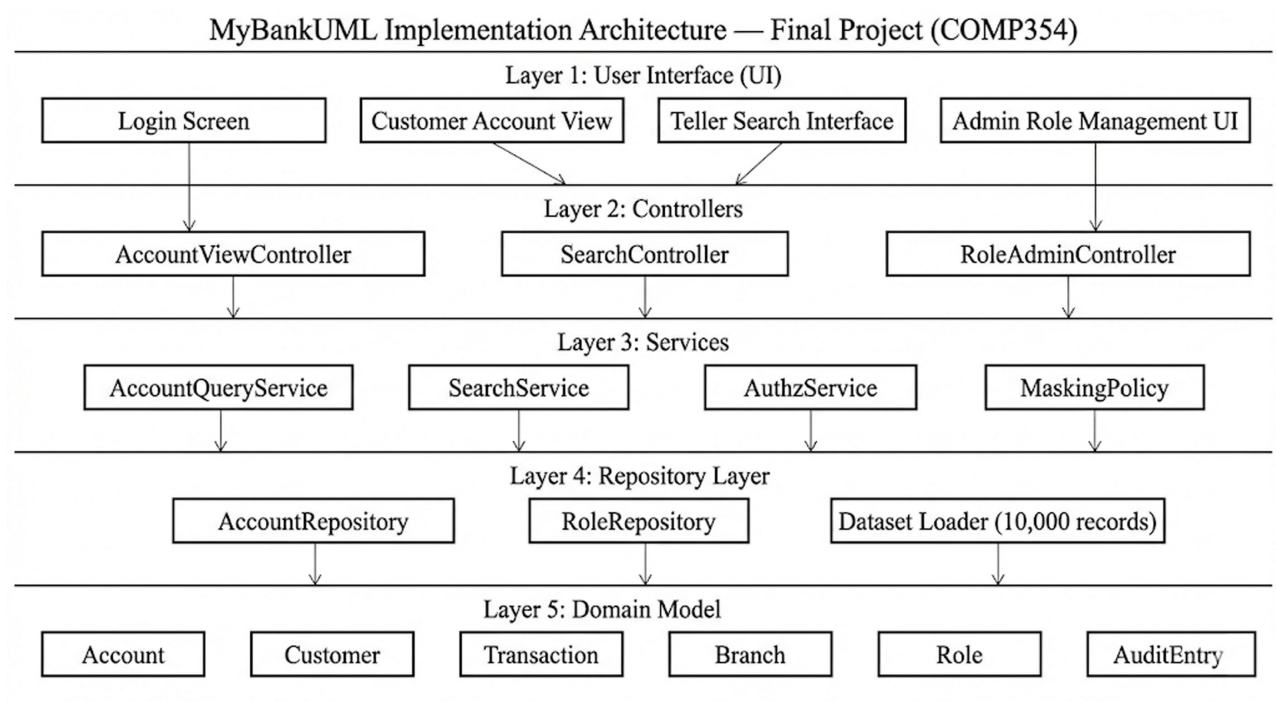 MyBankUML Implementation Architecture — Final Project (COMP354)
Layer 1: User Interface (UI)
Login Screen
Customer Account View
Teller Search Interface
Admin Role Management UI
Layer 2: Controllers
AccountViewController
SearchController
RoleAdminController
Layer 3: Services
AccountQueryService
SearchService
AuthzService
MaskingPolicy
Layer 4: Repository Layer
AccountRepository
RoleRepository
Dataset Loader (10,000 records)
Layer 5: Domain Model
Account
Customer
Transaction
Branch
Role
AuditEntry